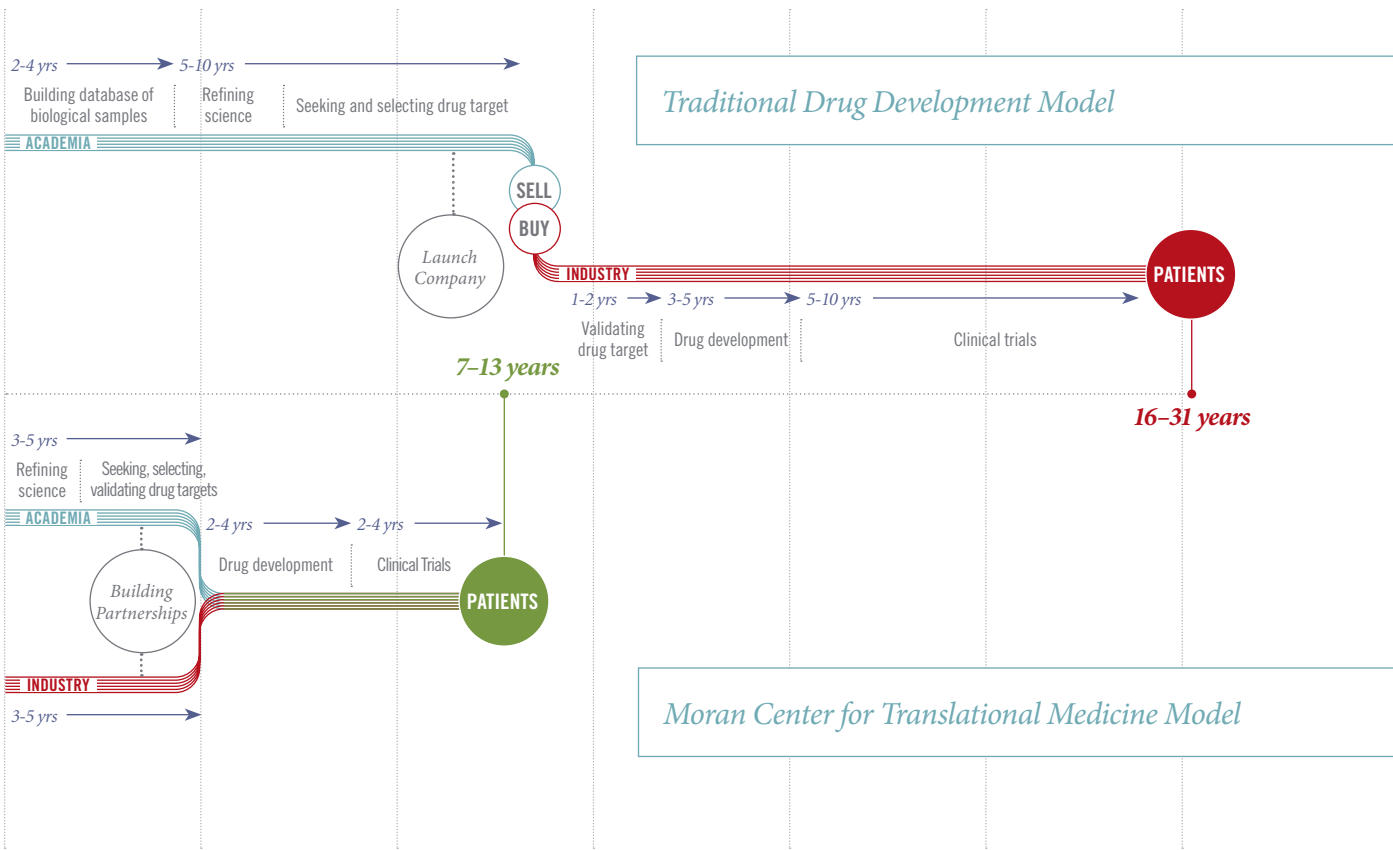 2-4 yrs
5-10 yrs
Building database of
biological samples
Refining
science
Seeking and selecting drug target
Traditional Drug Development Model
ACADEMIA
SELL
BUY
Launch
Company
INDUSTRY
PATIENTS
1-2 yrs
3-5 yrs
5-10 yrs
Validating
drug target
Drug development
Clinical trials
7–13 years
16–31 years
3-5 yrs
Refining
science
Seeking, selecting,
validating drug targets
ACADEMIA
2-4 yrs
2-4 yrs
Drug development
Clinical Trials
Building
Partnerships
PATIENTS
INDUSTRY
3-5 yrs
Moran Center for Translational Medicine Model